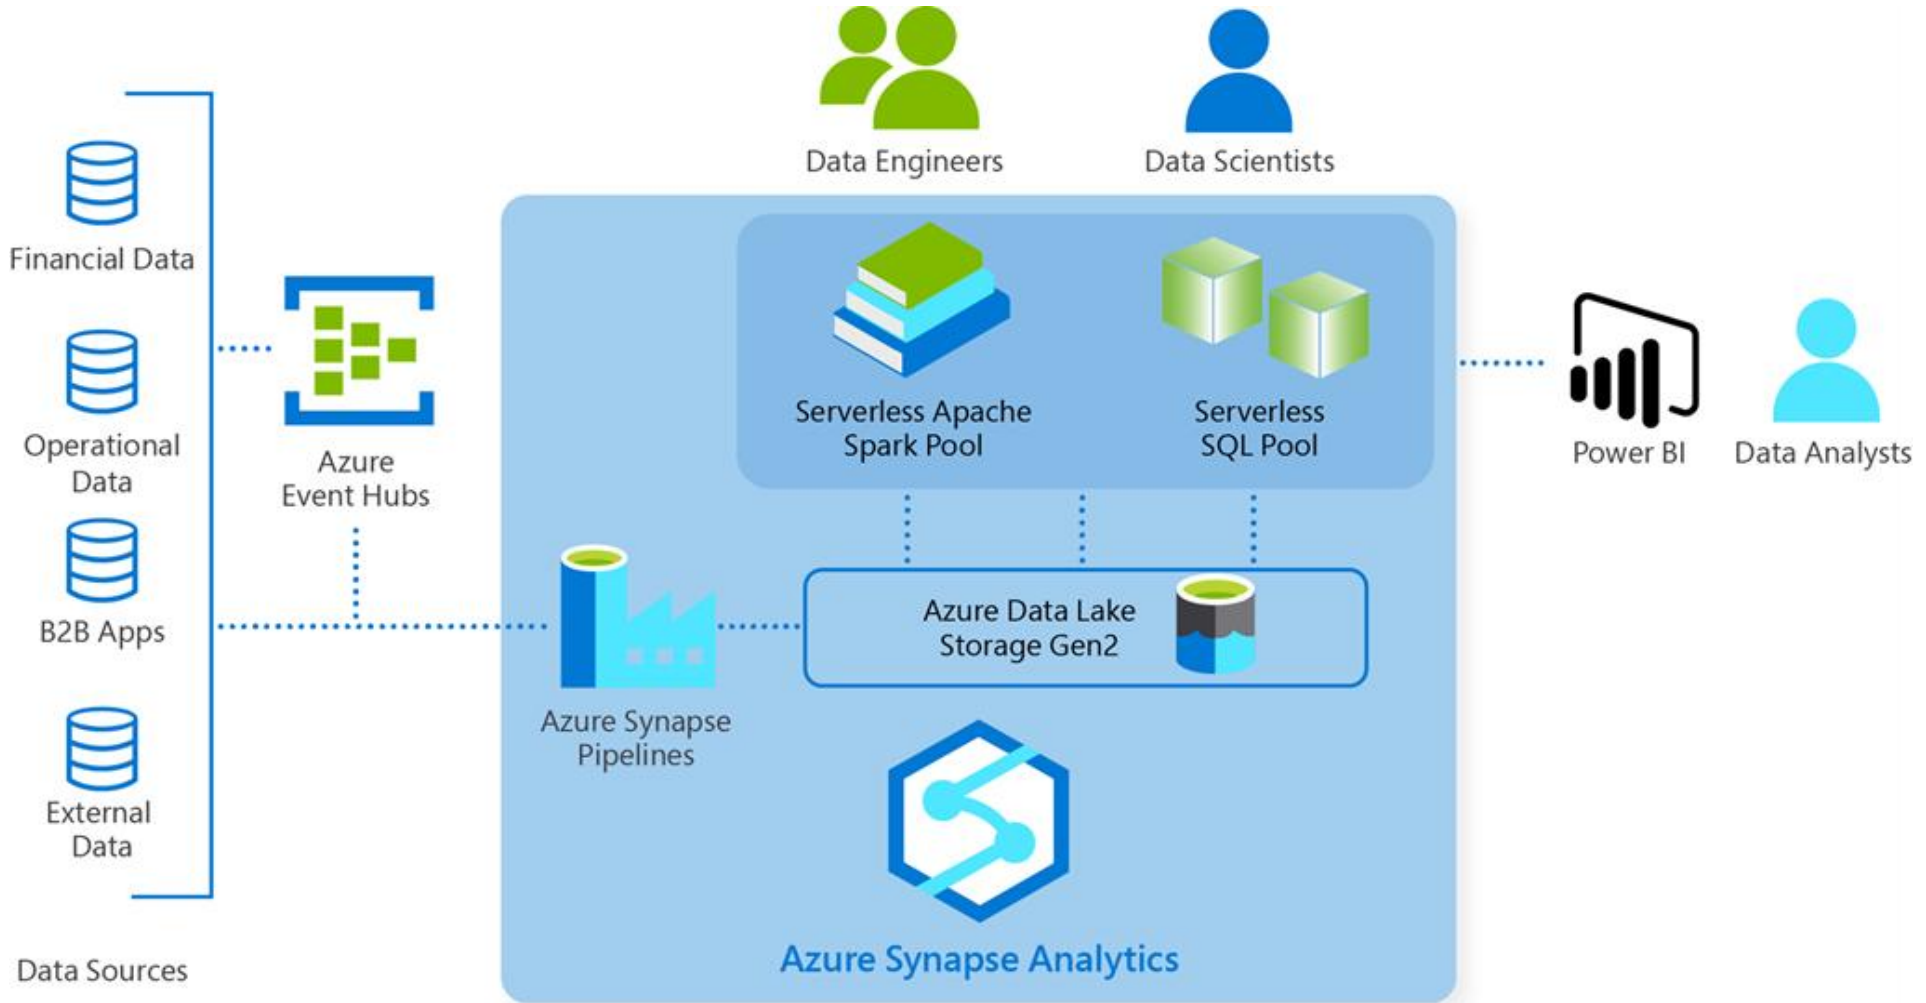 Data Engineers
Data Scientists
Financial Data
Operational
Data
B2B Apps
External
Data
Data Sources
Azure
Event Hubs
Serverless Apache
Spark Pool
Serverless
SQL Pool
Azure Synapse
Pipelines
Azure Data Lake
Storage Gen2
Azure Synapse Analytics
Power BI
Data Analysts